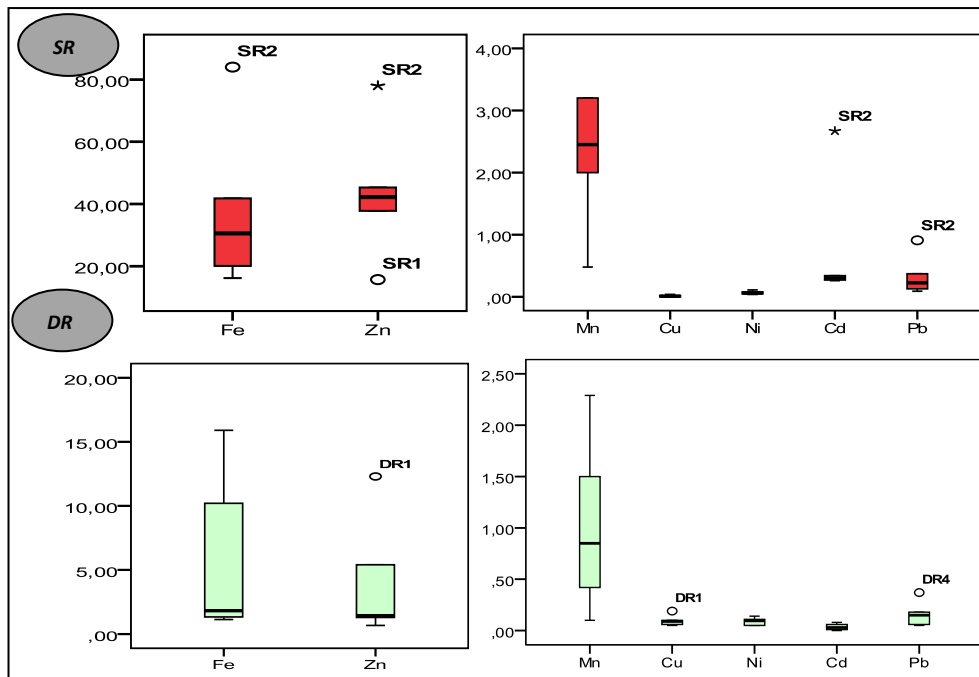 SR
80,00
60,00
40,00
20,00
SR2
SR2
SR1
Fe Zn
4,00
3,00
2,00
1,00
,00
SR2
SR2
Mn Cu Ni Cd Pb
DR
20,00
15,00
10,00
5,00
,00
DR1
Fe Zn
2,50
2,00
1,50
1,00
,50
,00
DR1
DR4
Mn Cu Ni Cd Pb